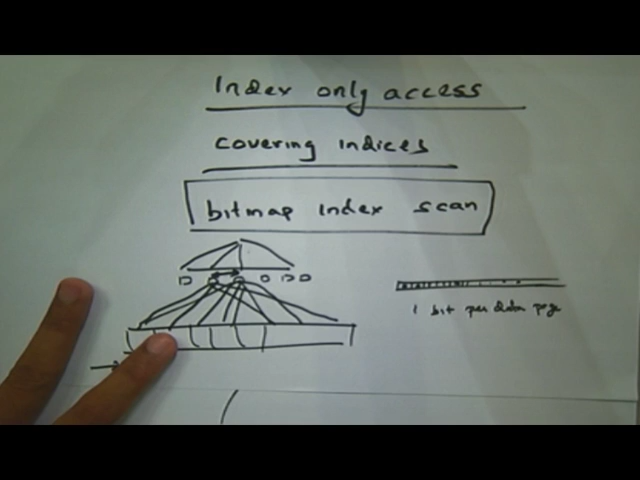 Index only access
covering indices
bitmap index scan
1 bit per data page